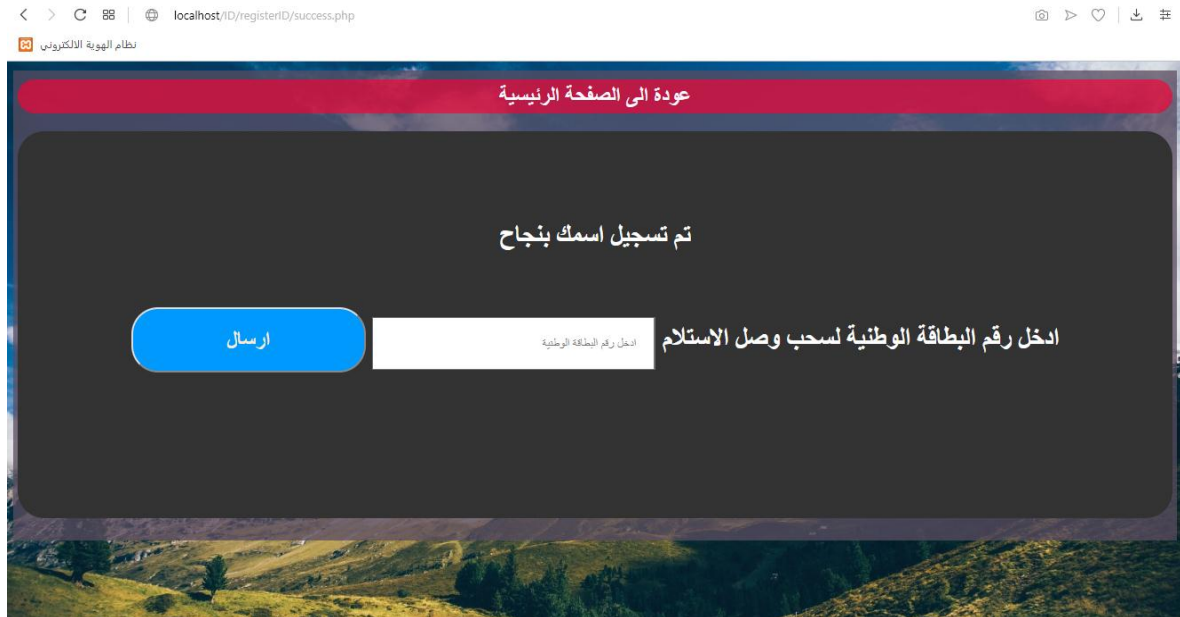 localhost/ID/registerID/success.php
نظام الهوية الالكتروني
عودة الى الصفحة الرئيسية
تم تسجيل اسمك بنجاح
ادخل رقم البطاقة الوطنية لسحب وصل الاستلام ادخل رقم البطاقة الوطنية ارسال